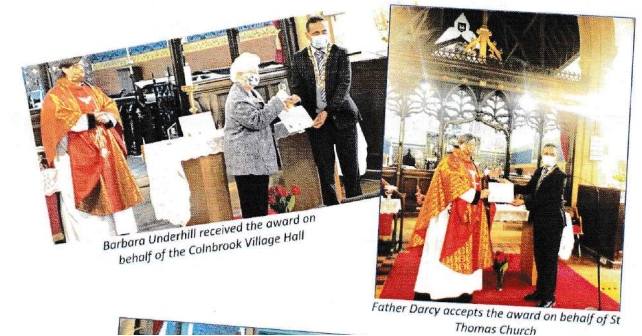 Barbara Underhill received the award on
behalf of the Colnbrook Village Hall
Father Darcy accepts the award on behalf of St
Thomas Church